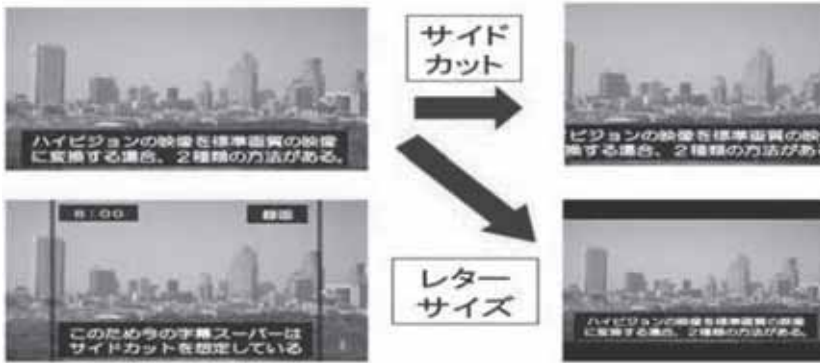 ハイビジョンの映像を標準画質の映像
に変換する場合、2種類の方法がある。
サイド
カット
ビジョンの映像を標準画質の映
換する場合、2種類の方法があ
8:00
録画
このため今の字幕スーパーは
サイドカットを想定している
レター
サイズ
ハイビジョンの映像を標準画質の映像
に変換する場合、2種類の方法がある。